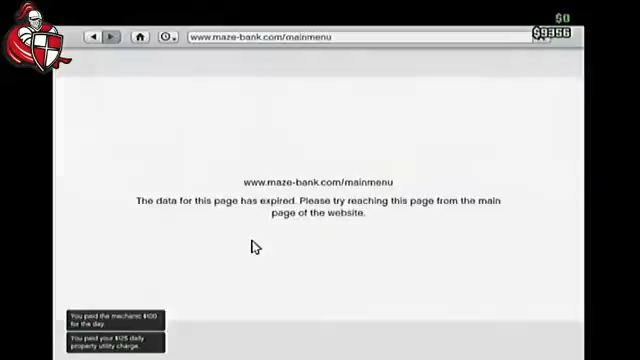 $0
$9356
www.maze-bank.com/mainmenu
www.maze-bank.com/mainmenu
The data for this page has expired. Please try reaching this page from the main
page of the website.
You paid the mechanic $100
for the day.
You paid your $125 daily
property utility charge.